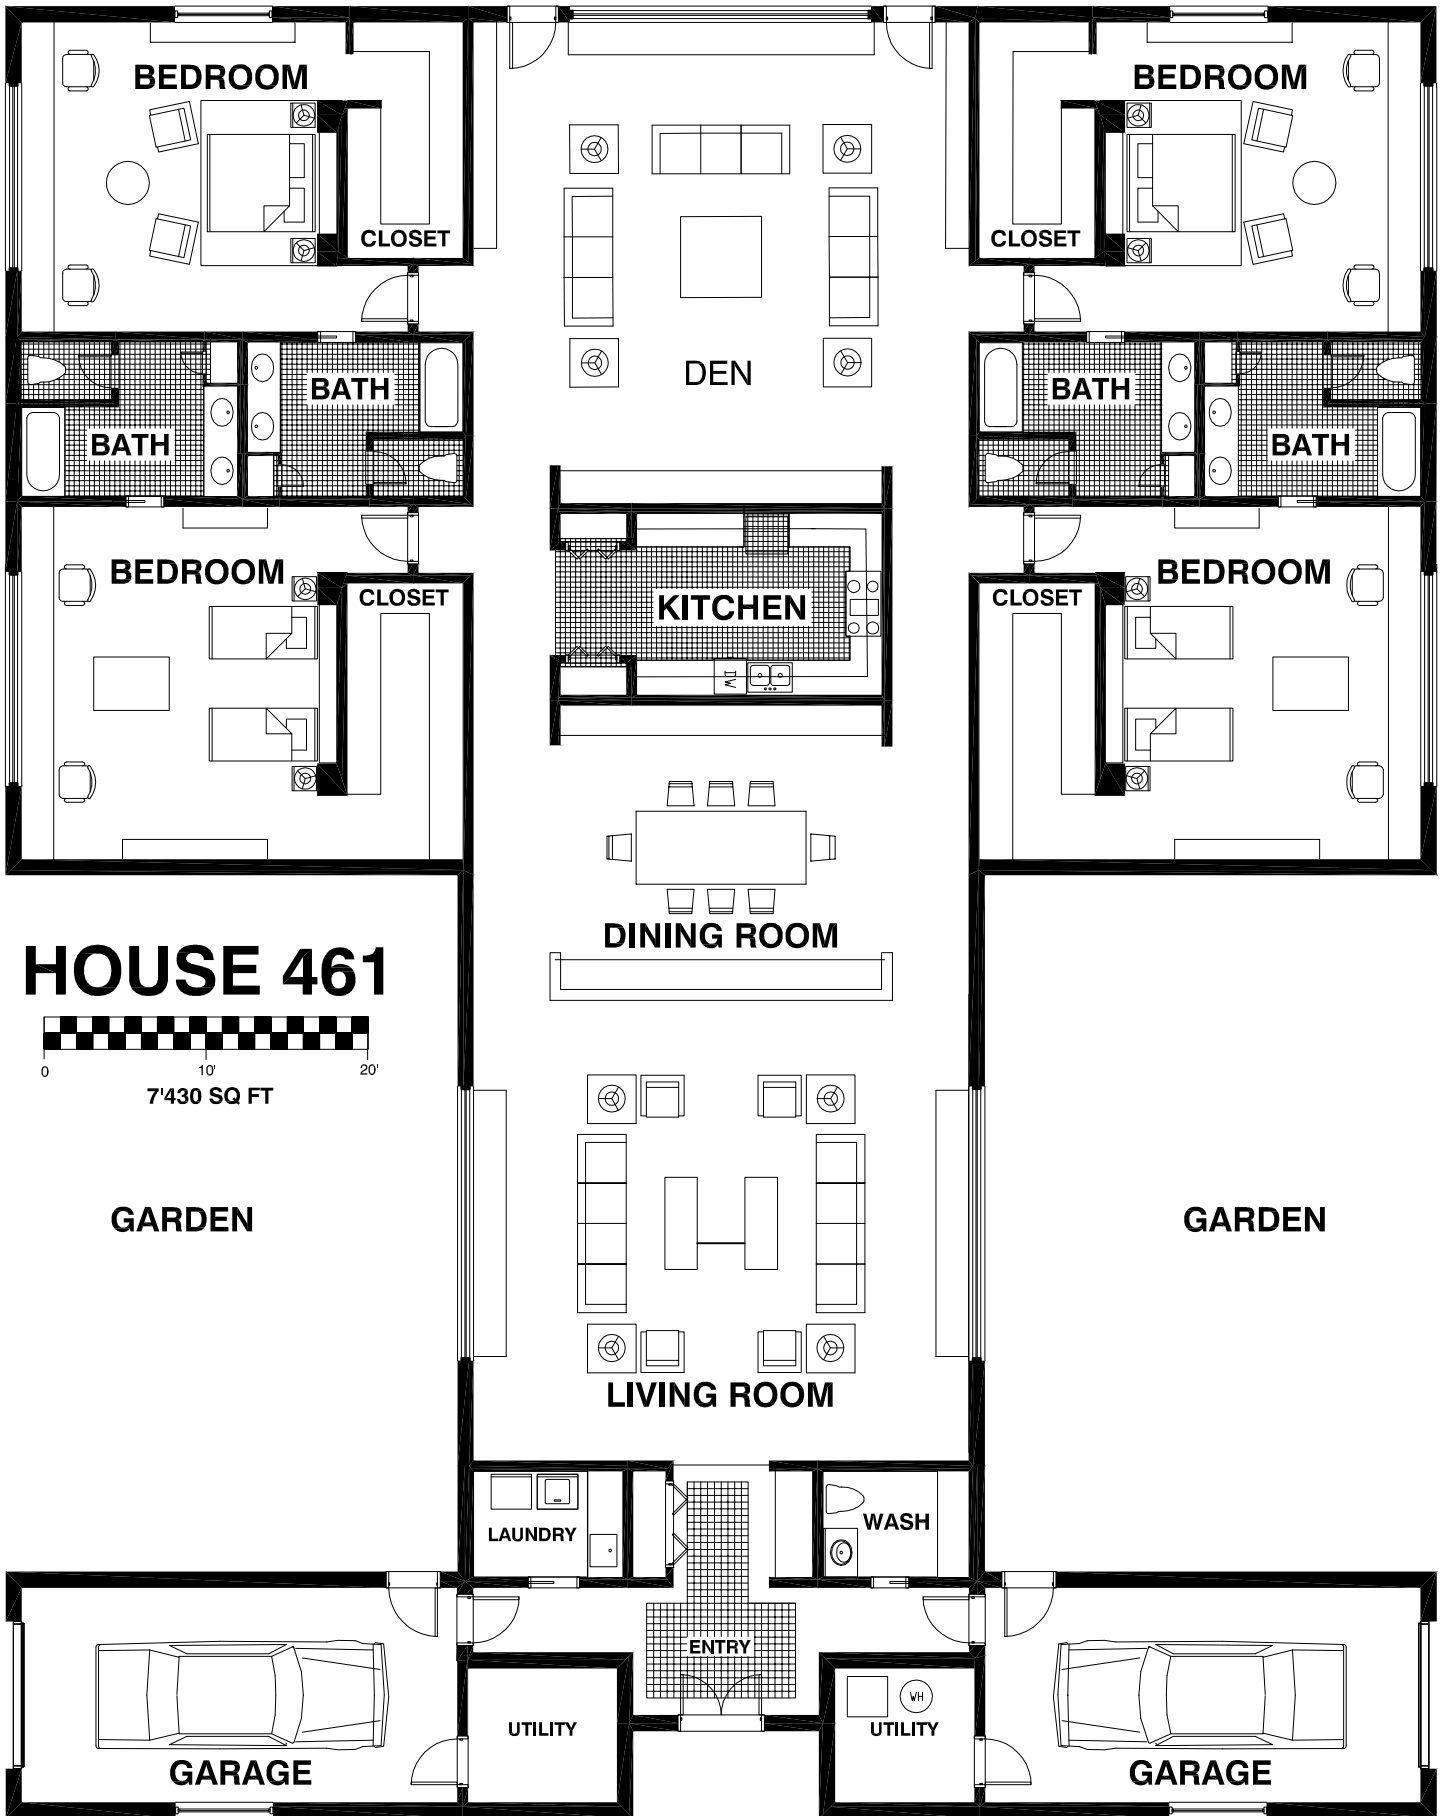 BEDROOM
BEDROOM
CLOSET
CLOSET
DEN
BATH
BATH
BATH
BATH
BEDROOM
BEDROOM
CLOSET
KITCHEN
CLOSET
DW
DINING ROOM
HOUSE 461
0 10' 20'
7'430 SQ FT
GARDEN
GARDEN
LIVING ROOM
LAUNDRY
WASH
ENTRY
WH
UTILITY
UTILITY
GARAGE
GARAGE